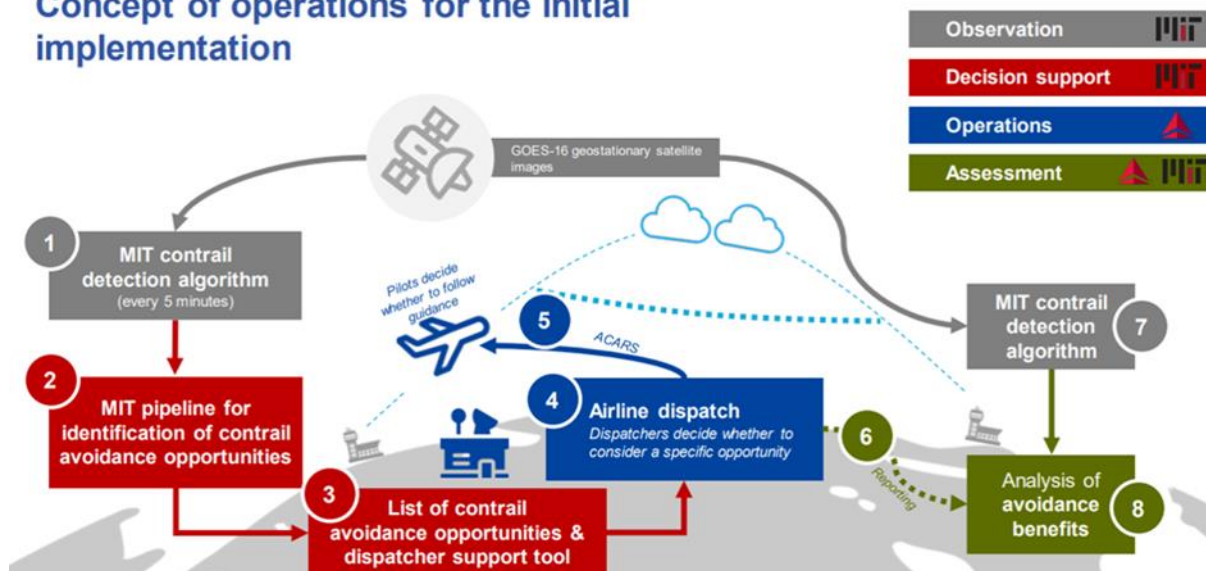 Concept of operations for the initial
implementation
Observation MIT
Decision support MIT
Operations
Assessment MIT
GOES-16 geostationary satellite
images
1
MIT contrail
detection algorithm
(every 5 minutes)
2
MIT pipeline for
identification of contrail
avoidance opportunities
3
List of contrail
avoidance opportunities &
dispatcher support tool
4
Airline dispatch
Dispatchers decide whether to
consider a specific opportunity
5
ACARS
Pilots decide
whether to follow
guidance
6
Reporting
MIT contrail
detection
algorithm
7
Analysis of
avoidance
benefits
8